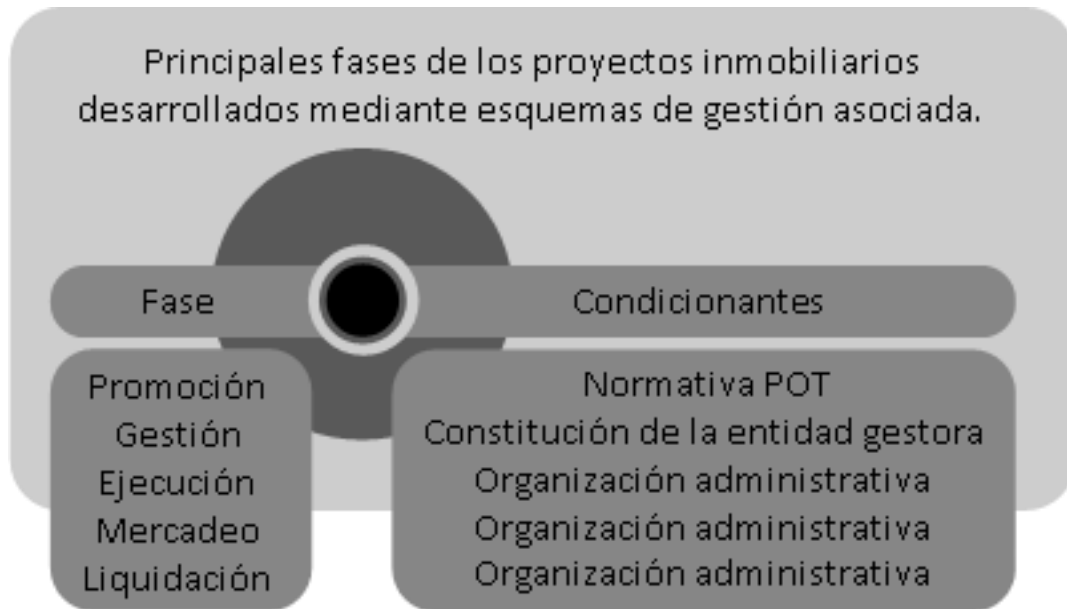 Principales fases de los proyectos inmobiliarios
desarrollados mediante esquemas de gestión asociada.
Fase
Condicionantes
Promoción
Normativa POT
Gestión
Constitución de la entidad gestora
Ejecución
Organización administrativa
Mercadeo
Organización administrativa
Liquidación
Organización administrativa